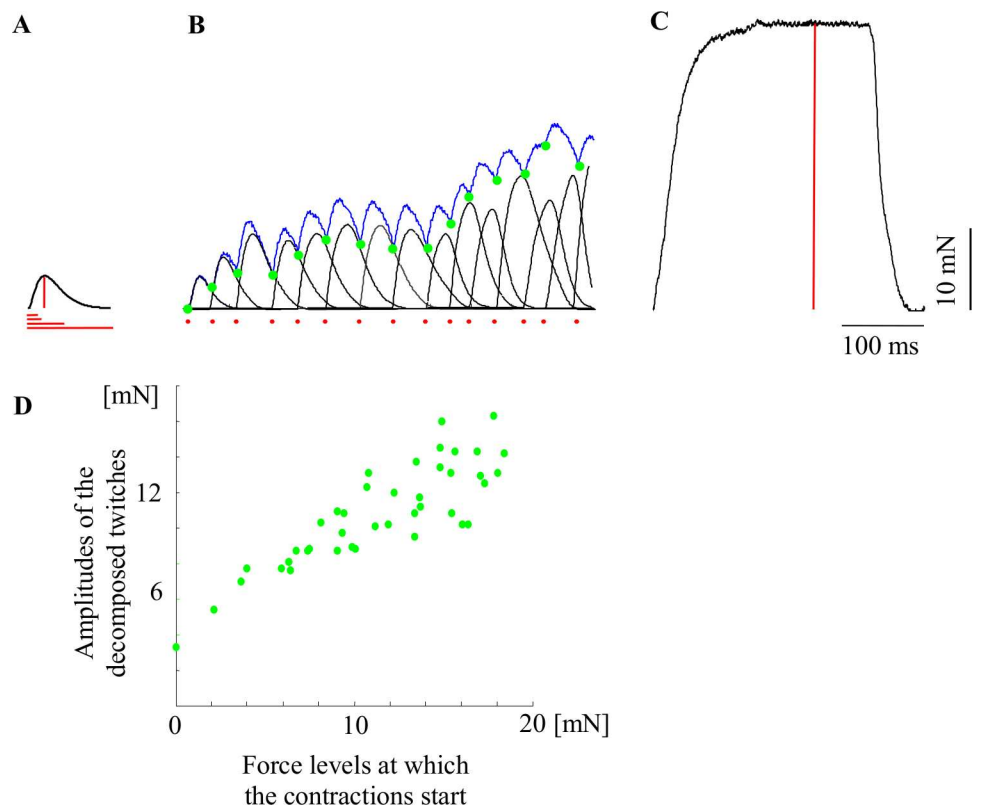 A
B
C
10 mN
100 ms
D
[mN]
12
6
Amplitudes of the
decomposed twitches
0
10
20 [mN]
Force levels at which
the contractions start